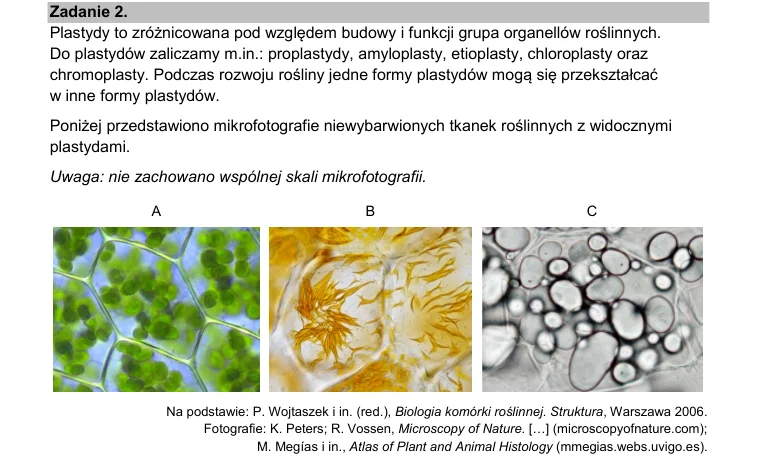 Zadanie 2.
Plastydy to zróżnicowana pod względem budowy i funkcji grupa organellów roślinnych.
Do plastydów zaliczamy m.in.: proplastydy, amyloplasty, etioplasty, chloroplasty oraz
chromoplasty. Podczas rozwoju rośliny jedne formy plastydów mogą się przekształcać
w inne formy plastydów.
Poniżej przedstawiono mikrofotografie niewybarwionych tkanek roślinnych z widocznymi
plastydami.
Uwaga: nie zachowano wspólnej skali mikrofotografii.
A B C
Na podstawie: P. Wojtaszek i in. (red.), Biologia komórki roślinnej. Struktura, Warszawa 2006.
Fotografie: K. Peters; R. Vossen, Microscopy of Nature. […] (microscopyofnature.com);
M. Megías i in., Atlas of Plant and Animal Histology (mmegias.webs.uvigo.es).